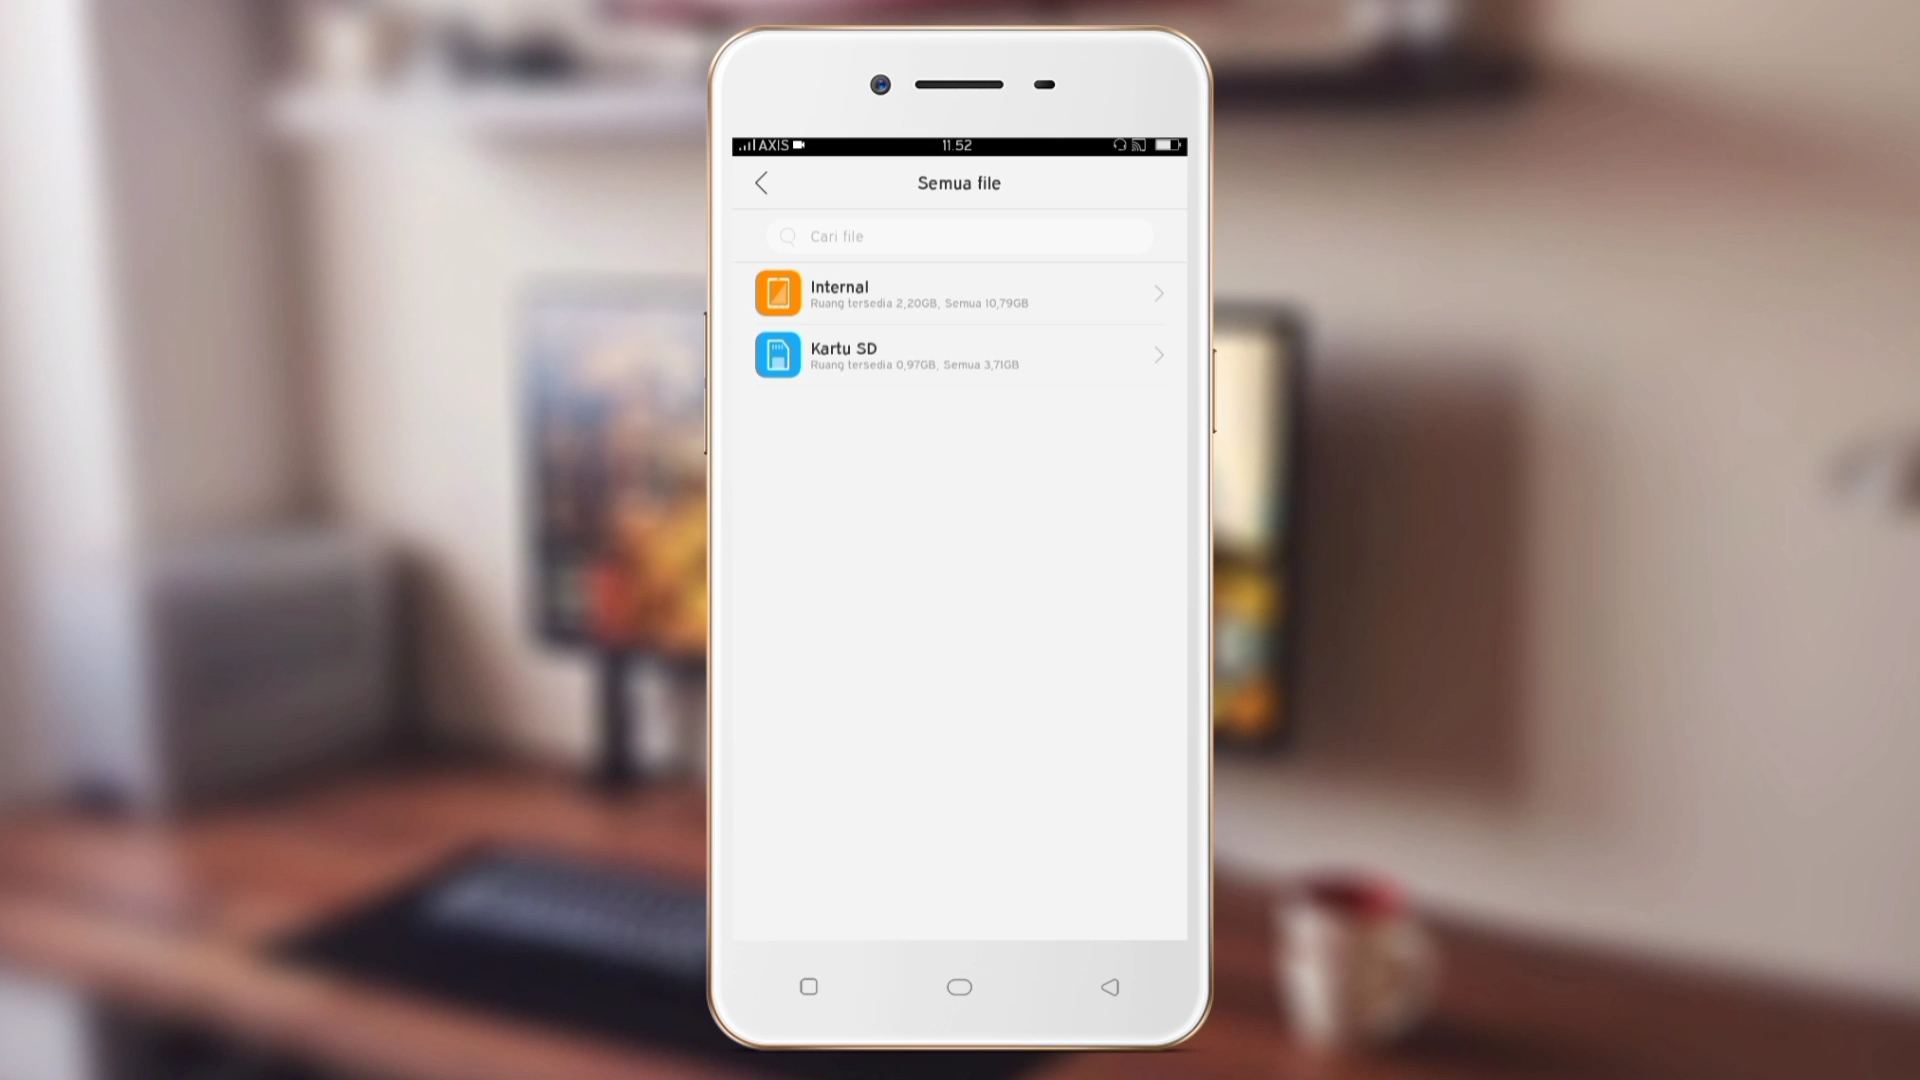 AXIS
11.52
Semua file
Cari file
Internal
Ruang tersedia 2,20GB, Semua 10,79GB
Kartu SD
Ruang tersedia 0,97GB, Semua 3,71GB